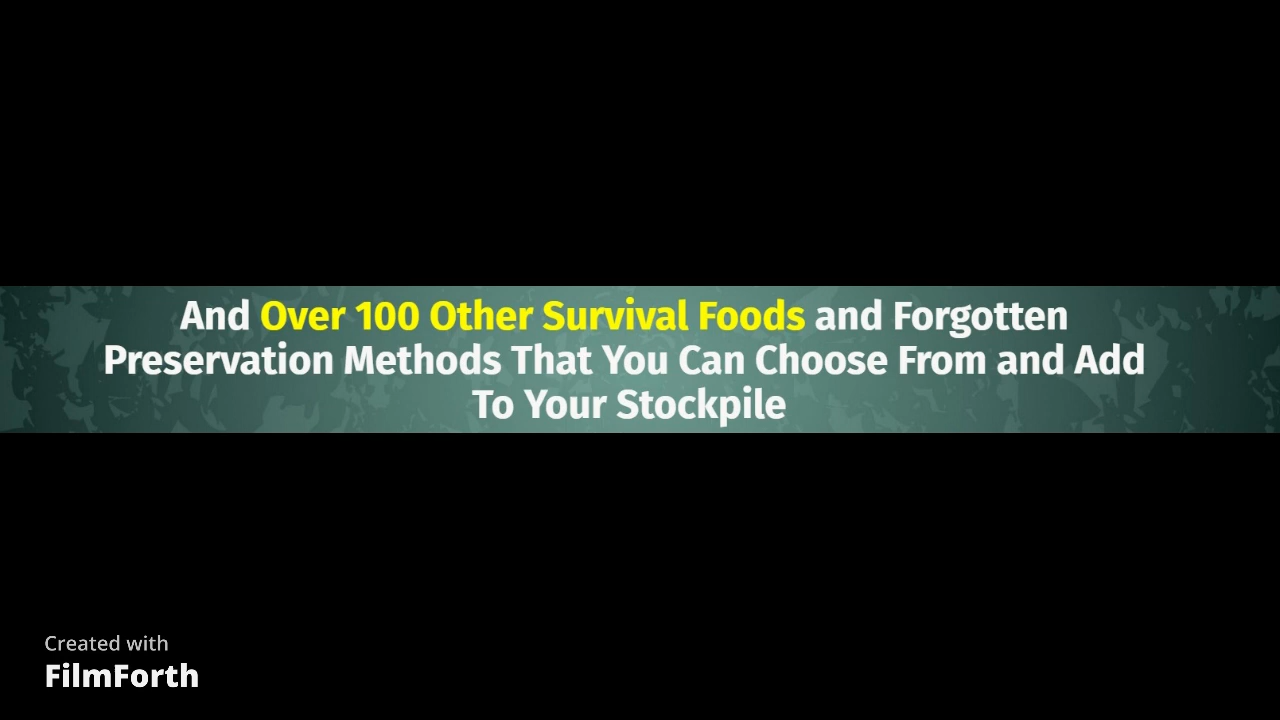 And Over 100 Other Survival Foods and Forgotten
Preservation Methods That You Can Choose From and Add
To Your Stockpile
Created with
FilmForth